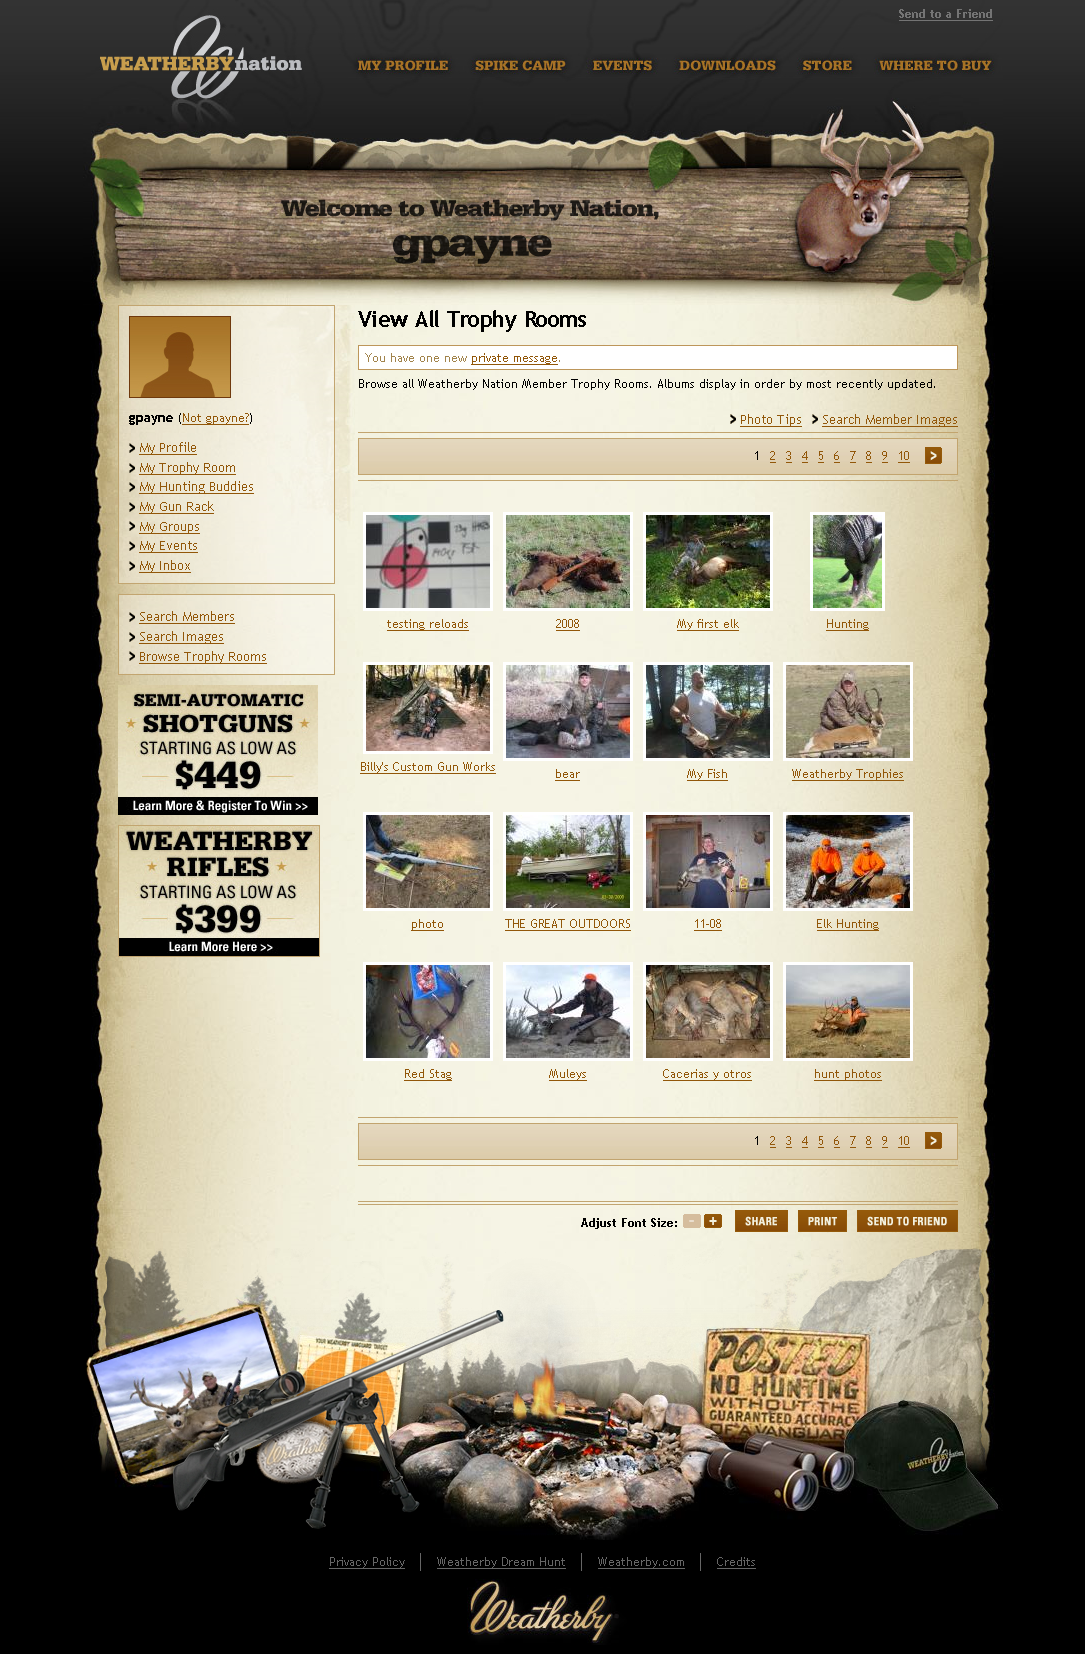 Send to a Friend
WEATHERBY nation
MY PROFILE SPIKE CAMP EVENTS DOWNLOADS STORE WHERE TO BUY
Welcome to Weatherby Nation,
gpayne
gpayne (Not gpayne?)
My Profile
My Trophy Room
My Hunting Buddies
My Gun Rack
My Groups
My Events
My Inbox
Search Members
Search Images
Browse Trophy Rooms
SEMI-AUTOMATIC
SHOTGUNS
STARTING AS LOW AS
$449
Learn More & Register To Win >>
WEATHERBY
RIFLES
STARTING AS LOW AS
$399
Learn More Here >>
View All Trophy Rooms
You have one new private message.
Browse all Weatherby Nation Member Trophy Rooms. Albums display in order by most recently updated.
Photo Tips Search Member Images
1 2 3 4 5 6 7 8 9 10 >
testing reloads 2008 My first elk Hunting
Billy's Custom Gun Works bear My Fish Weatherby Trophies
photo THE GREAT OUTDOORS 11-08 Elk Hunting
Red Stag Muleys Cacerias y otros hunt photos
1 2 3 4 5 6 7 8 9 10 >
Adjust Font Size: - + SHARE PRINT SEND TO FRIEND
YOUR WEATHERBY VANGUARD TARGET
Weatherby
POSTED
NO HUNTING
WITHOUT THE
GUARANTEED ACCURACY
OF A VANGUARD
WEATHERBY nation
Privacy Policy Weatherby Dream Hunt Weatherby.com Credits
Weatherby